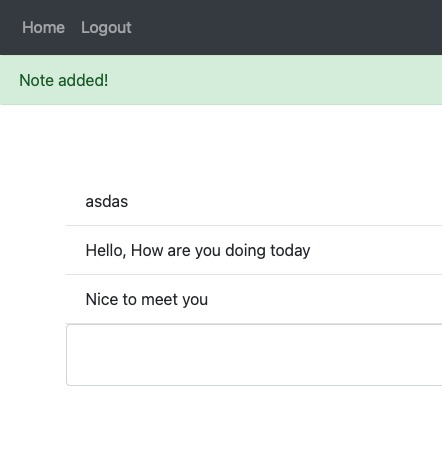 Home Logout
Note added!
asdas
Hello, How are you doing today
Nice to meet you